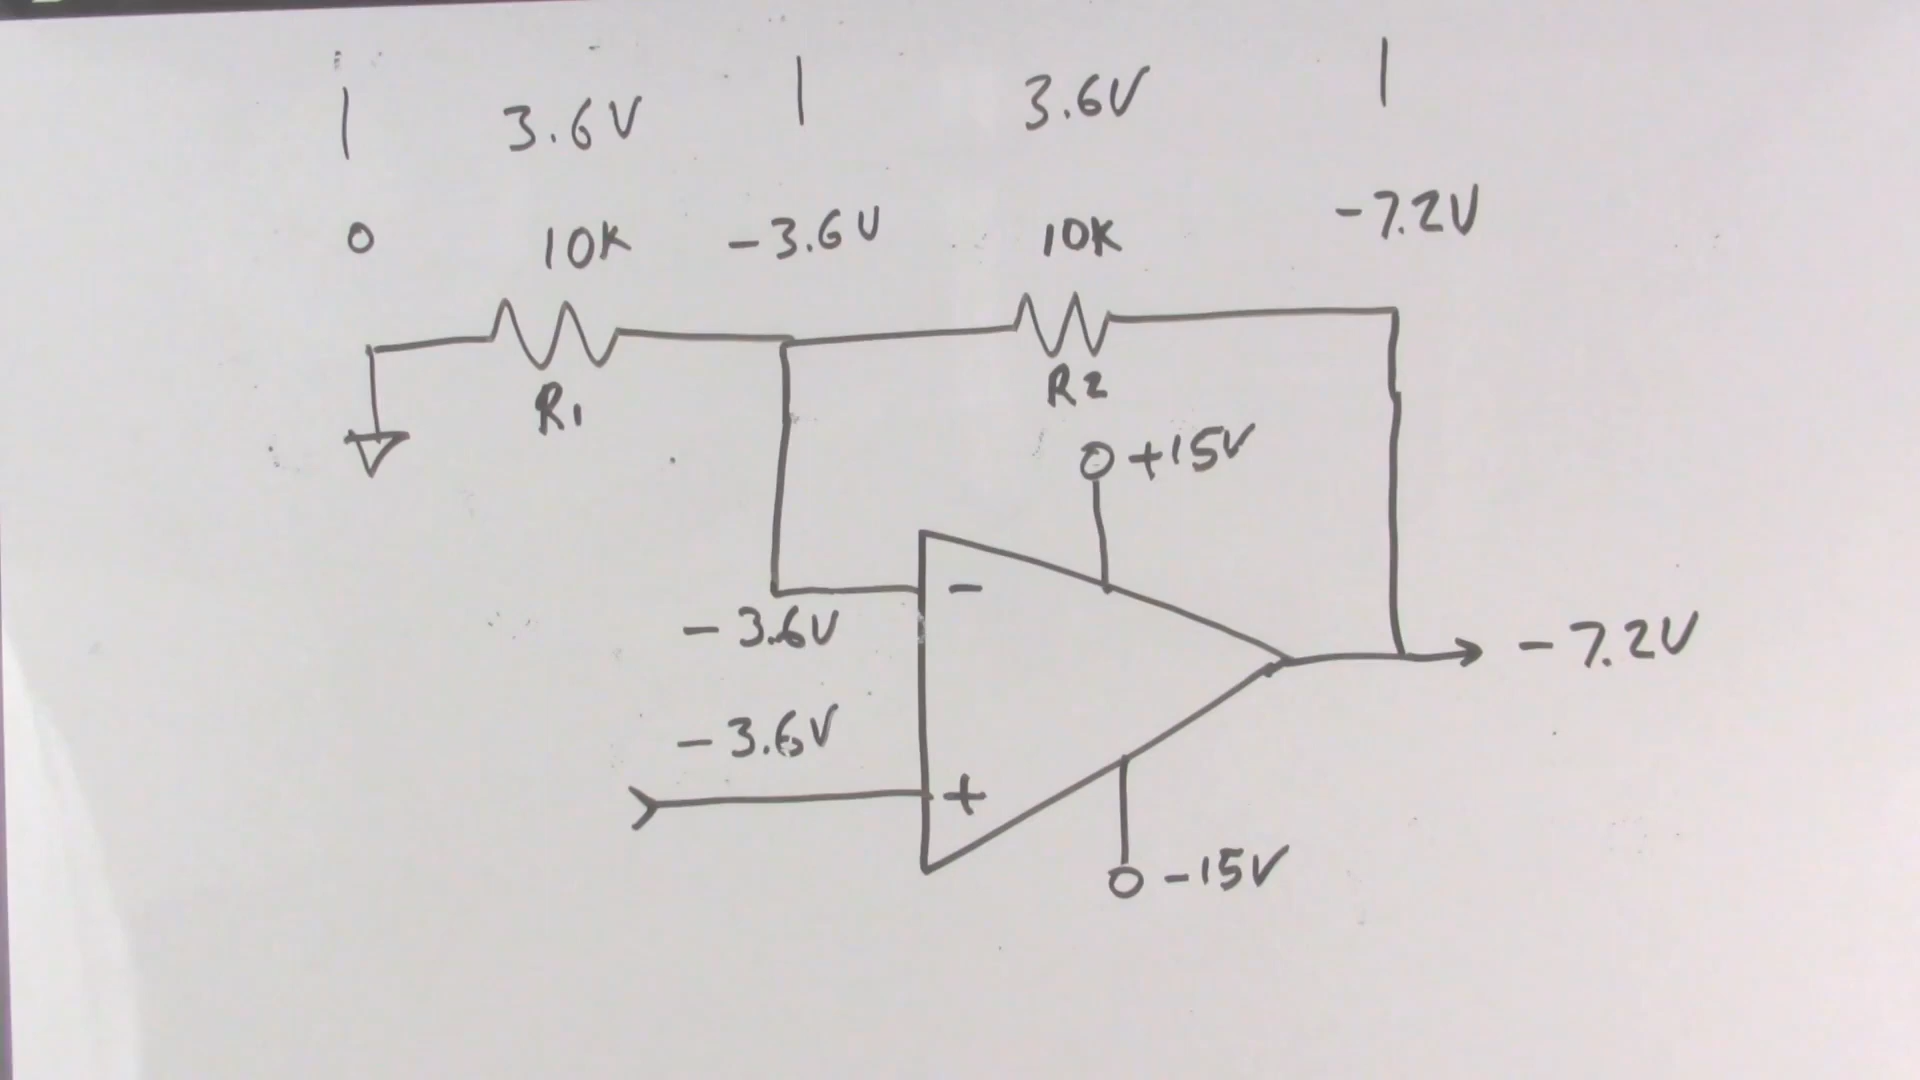 3.6V 3.6V
0 10K -3.6V 10K -7.2V
R1 R2
+15V
-
-3.6V
-7.2V
-3.6V
+
-15V